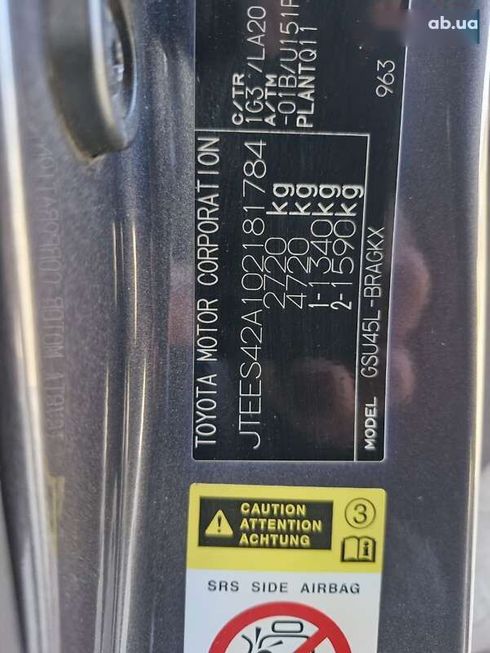 ab.ua
TOYOTA MOTOR CORPORATION
JTEES42A102181784
2720 kg
4720 kg
1-1340kg
2-1590kg
MODEL GSU45L-BRAGKX
C/TR
1G3 /LA20
A/TM
-01B/U151F
PLANTQ11
963
CAUTION
ATTENTION
ACHTUNG
3
i
SRS SIDE AIRBAG